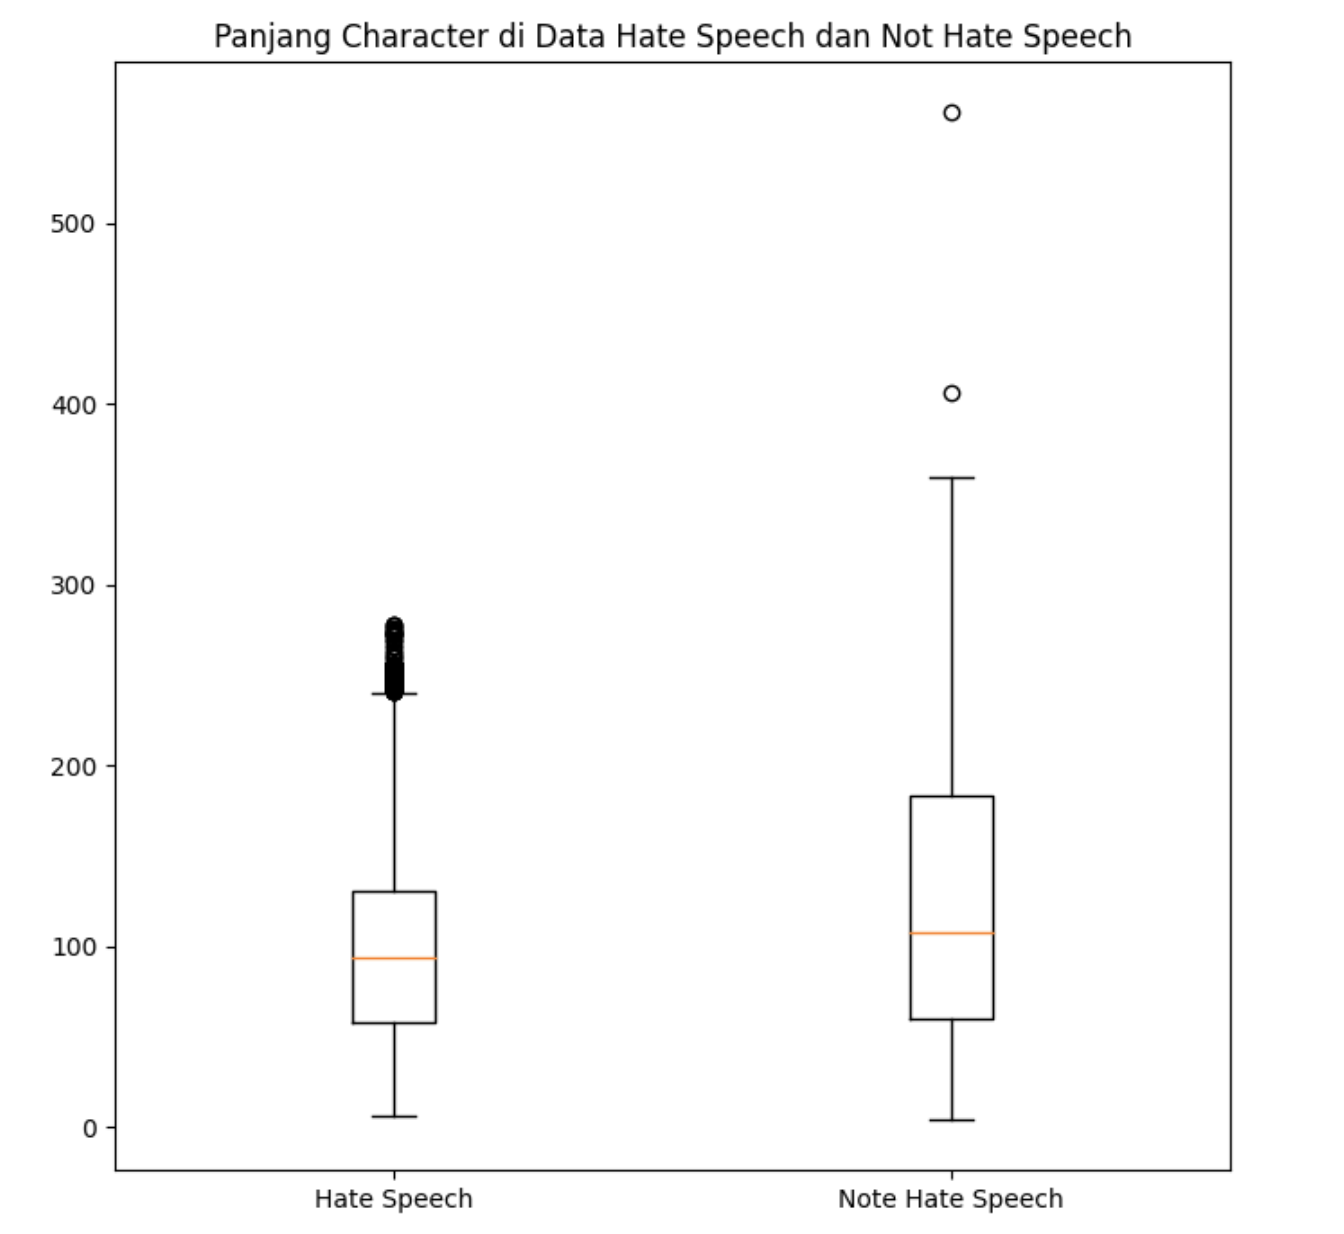 Panjang Character di Data Hate Speech dan Not Hate Speech
500
400
300
200
100
0
Hate Speech
Note Hate Speech